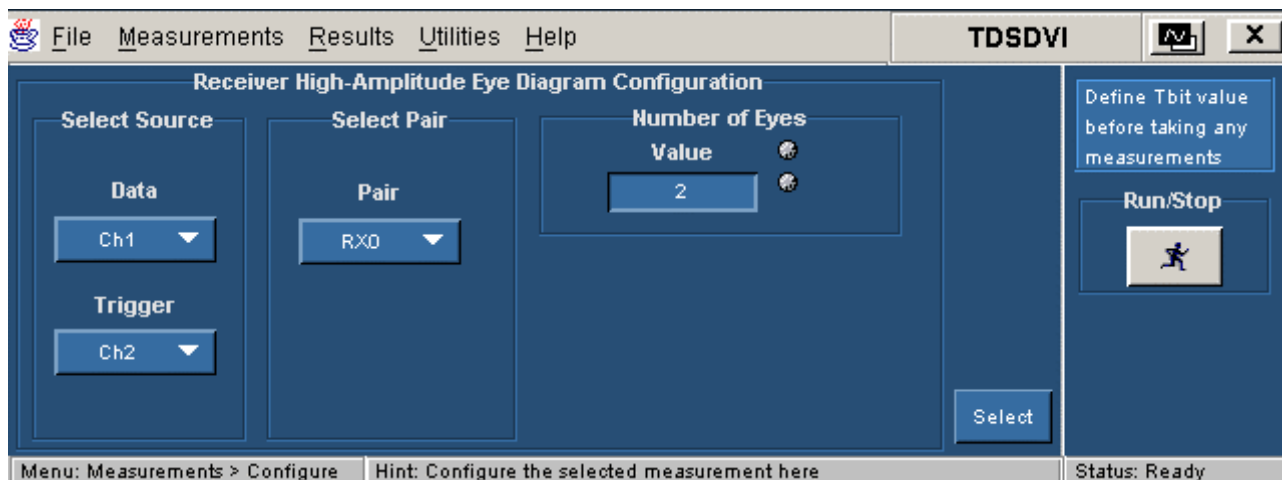 File Measurements Results Utilities Help TDSDVI
Receiver High-Amplitude Eye Diagram Configuration
Select Source
Data
Ch1
Trigger
Ch2
Select Pair
Pair
RX0
Number of Eyes
Value
2
Select
Define Tbit value
before taking any
measurements
Run/Stop
Menu: Measurements > Configure
Hint: Configure the selected measurement here
Status: Ready